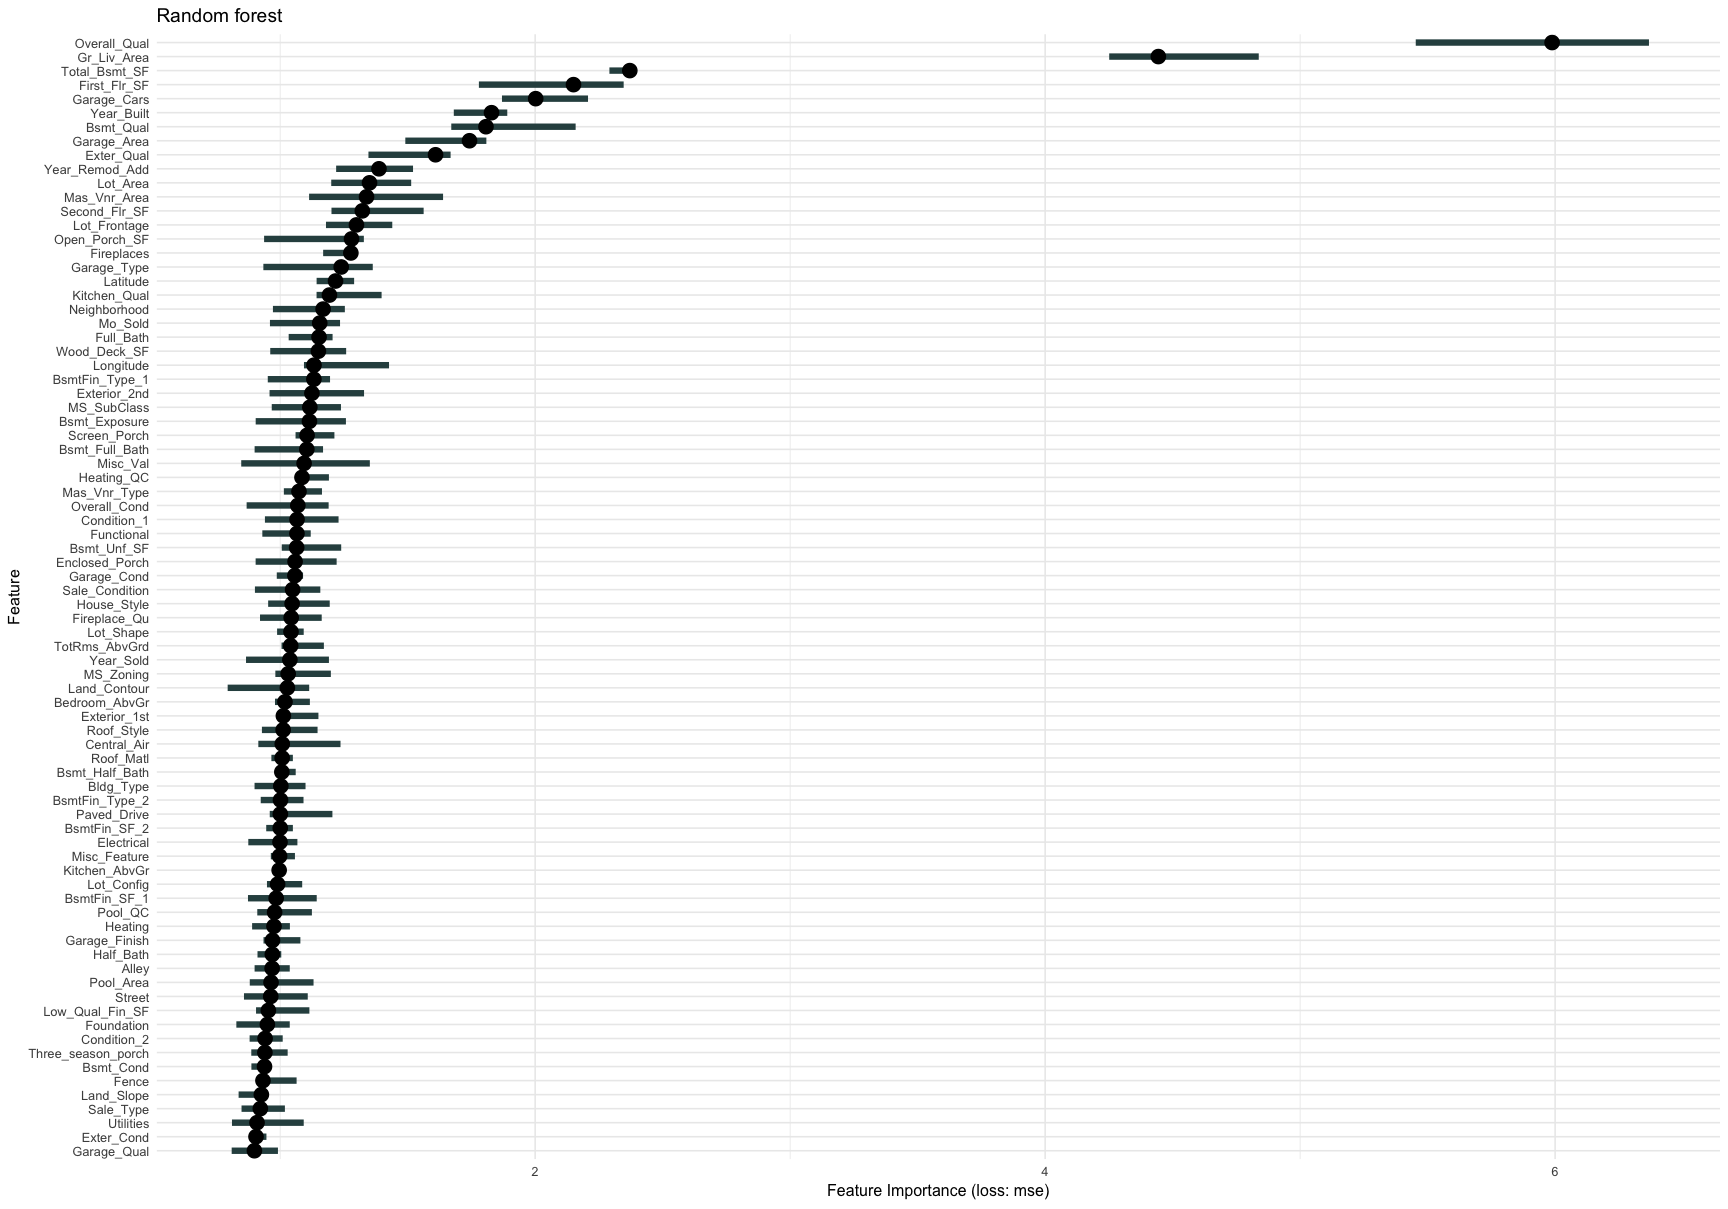 Random forest
Overall_Qual
Gr_Liv_Area
Total_Bsmt_SF
First_Flr_SF
Garage_Cars
Year_Built
Bsmt_Qual
Garage_Area
Exter_Qual
Year_Remod_Add
Lot_Area
Mas_Vnr_Area
Second_Flr_SF
Lot_Frontage
Open_Porch_SF
Fireplaces
Garage_Type
Latitude
Kitchen_Qual
Neighborhood
Mo_Sold
Full_Bath
Wood_Deck_SF
Longitude
BsmtFin_Type_1
Exterior_2nd
MS_SubClass
Bsmt_Exposure
Screen_Porch
Bsmt_Full_Bath
Misc_Val
Heating_QC
Mas_Vnr_Type
Overall_Cond
Condition_1
Functional
Bsmt_Unf_SF
Enclosed_Porch
Garage_Cond
Sale_Condition
House_Style
Fireplace_Qu
Lot_Shape
TotRms_AbvGrd
Year_Sold
MS_Zoning
Land_Contour
Bedroom_AbvGr
Exterior_1st
Roof_Style
Central_Air
Roof_Matl
Bsmt_Half_Bath
Bldg_Type
BsmtFin_Type_2
Paved_Drive
BsmtFin_SF_2
Electrical
Misc_Feature
Kitchen_AbvGr
Lot_Config
BsmtFin_SF_1
Pool_QC
Heating
Garage_Finish
Half_Bath
Alley
Pool_Area
Street
Low_Qual_Fin_SF
Foundation
Condition_2
Three_season_porch
Bsmt_Cond
Fence
Land_Slope
Sale_Type
Utilities
Exter_Cond
Garage_Qual
Feature
2 4 6
Feature Importance (loss: mse)